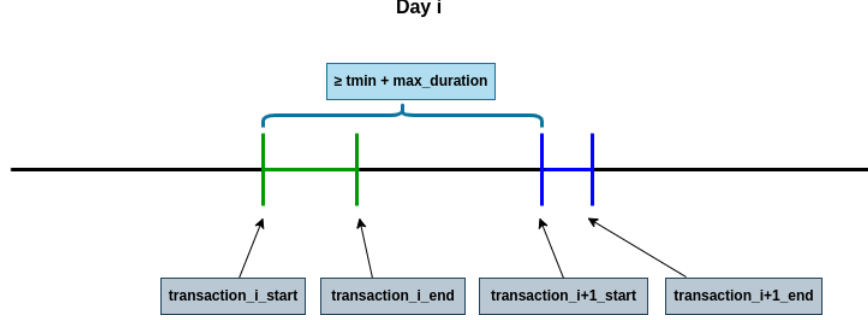 Day i
≥ tmin + max_duration
transaction_i_start
transaction_i_end
transaction_i+1_start
transaction_i+1_end